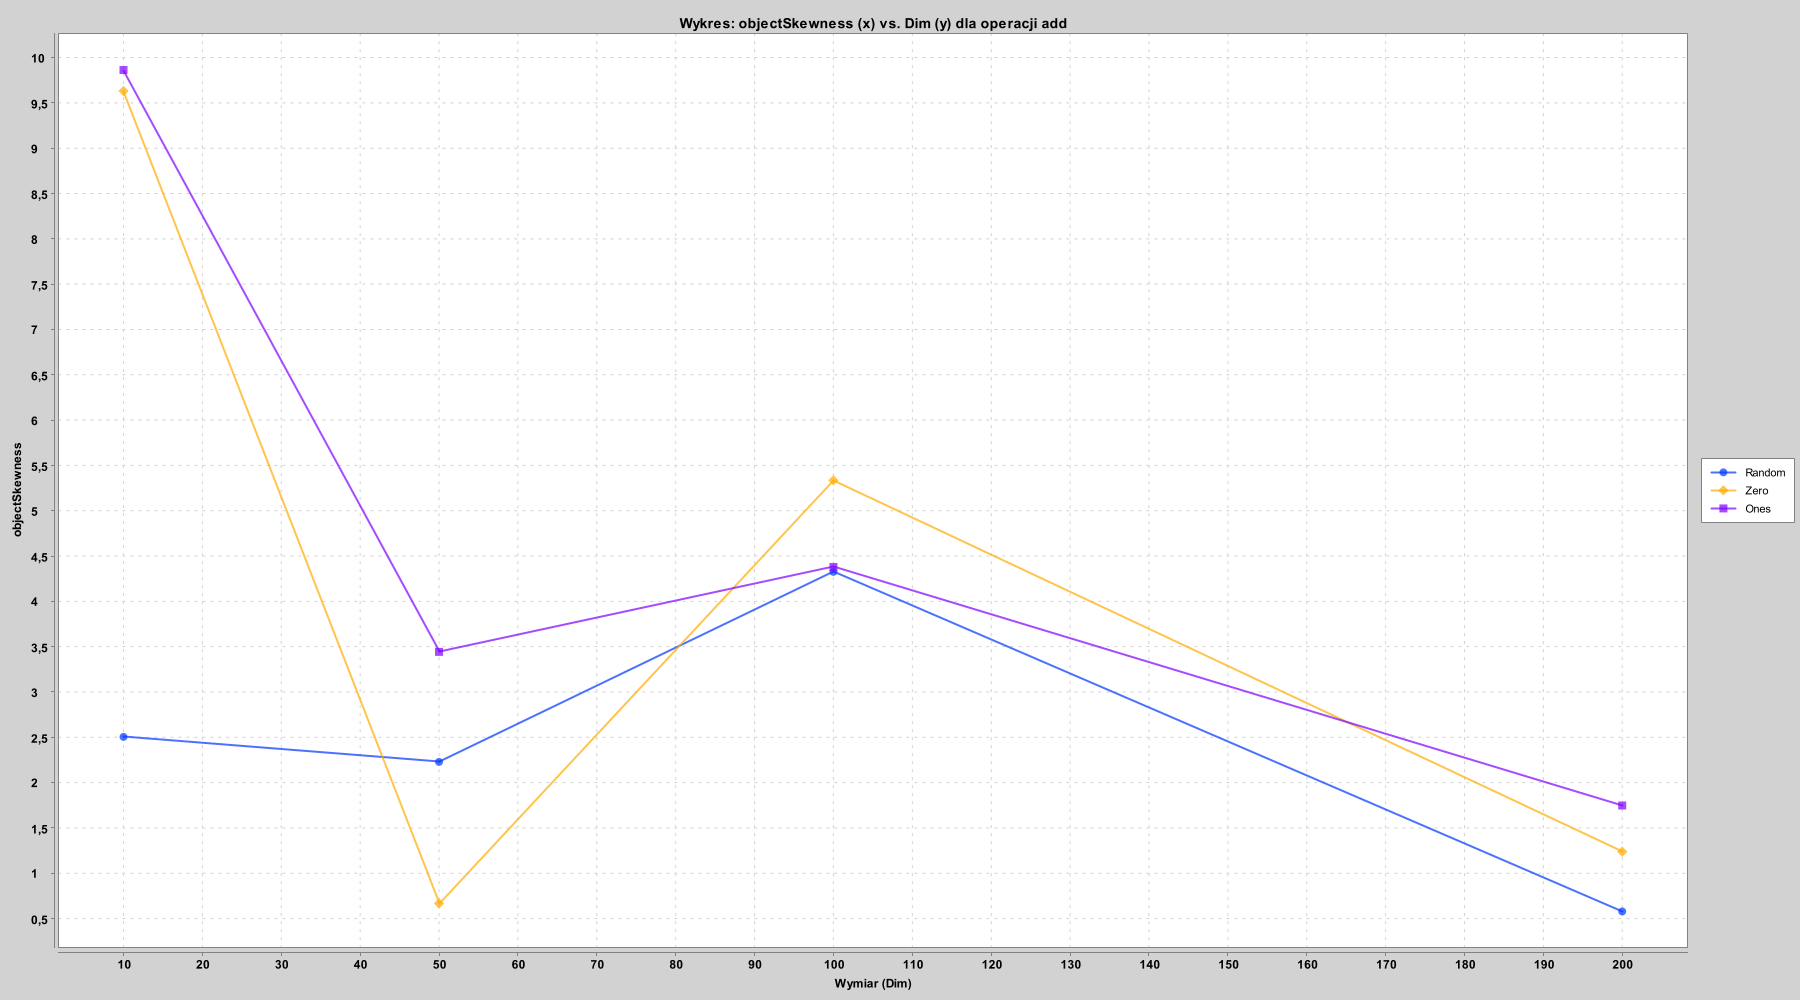 Wykres: objectSkewness (x) vs. Dim (y) dla operacji add
10
9,5
9
8,5
8
7,5
7
6,5
6
5,5
5
4,5
4
3,5
3
2,5
2
1,5
1
0,5
objectSkewness
10 20 30 40 50 60 70 80 90 100 110 120 130 140 150 160 170 180 190 200
Wymiar (Dim)
Random
Zero
Ones